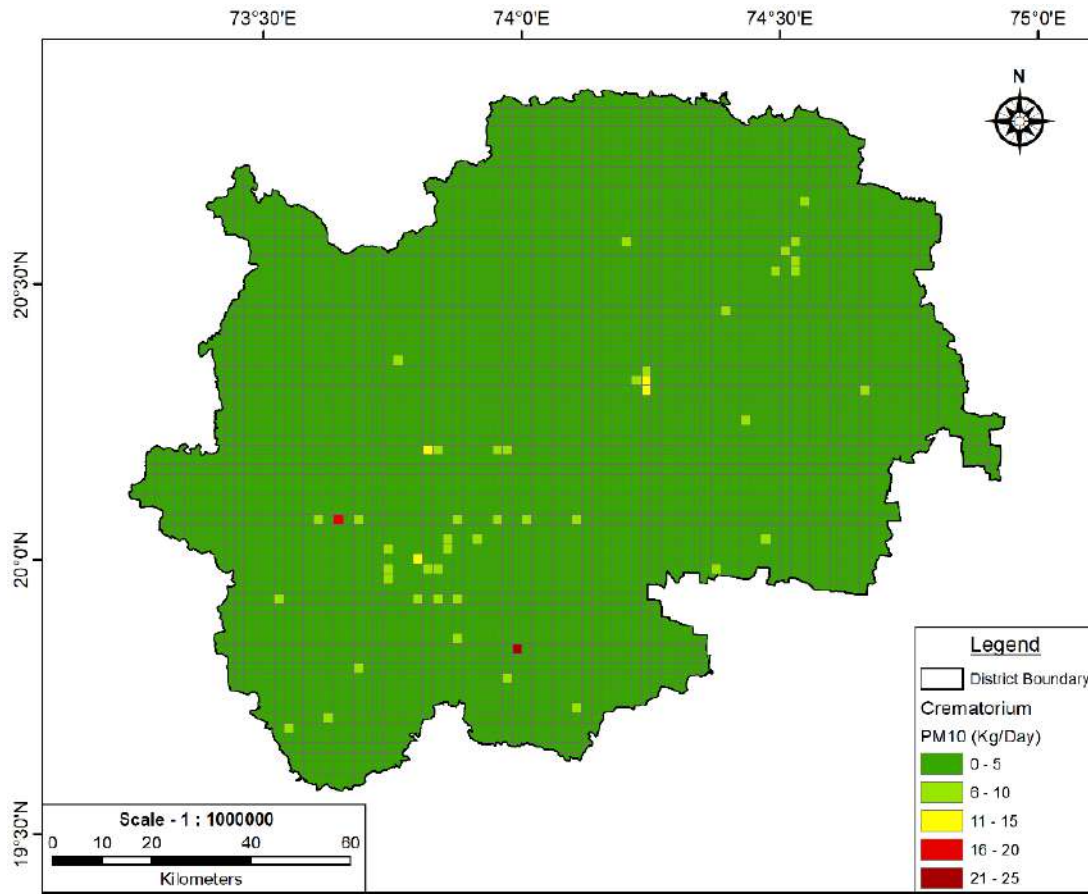 73°30'E 74°0'E 74°30'E 75°0'E
N
20°30'N
20°0'N
19°30'N
Legend
District Boundary
Crematorium
PM10 (Kg/Day)
0 - 5
6 - 10
11 - 15
16 - 20
21 - 25
Scale - 1 : 1000000
0 10 20 40 60
Kilometers